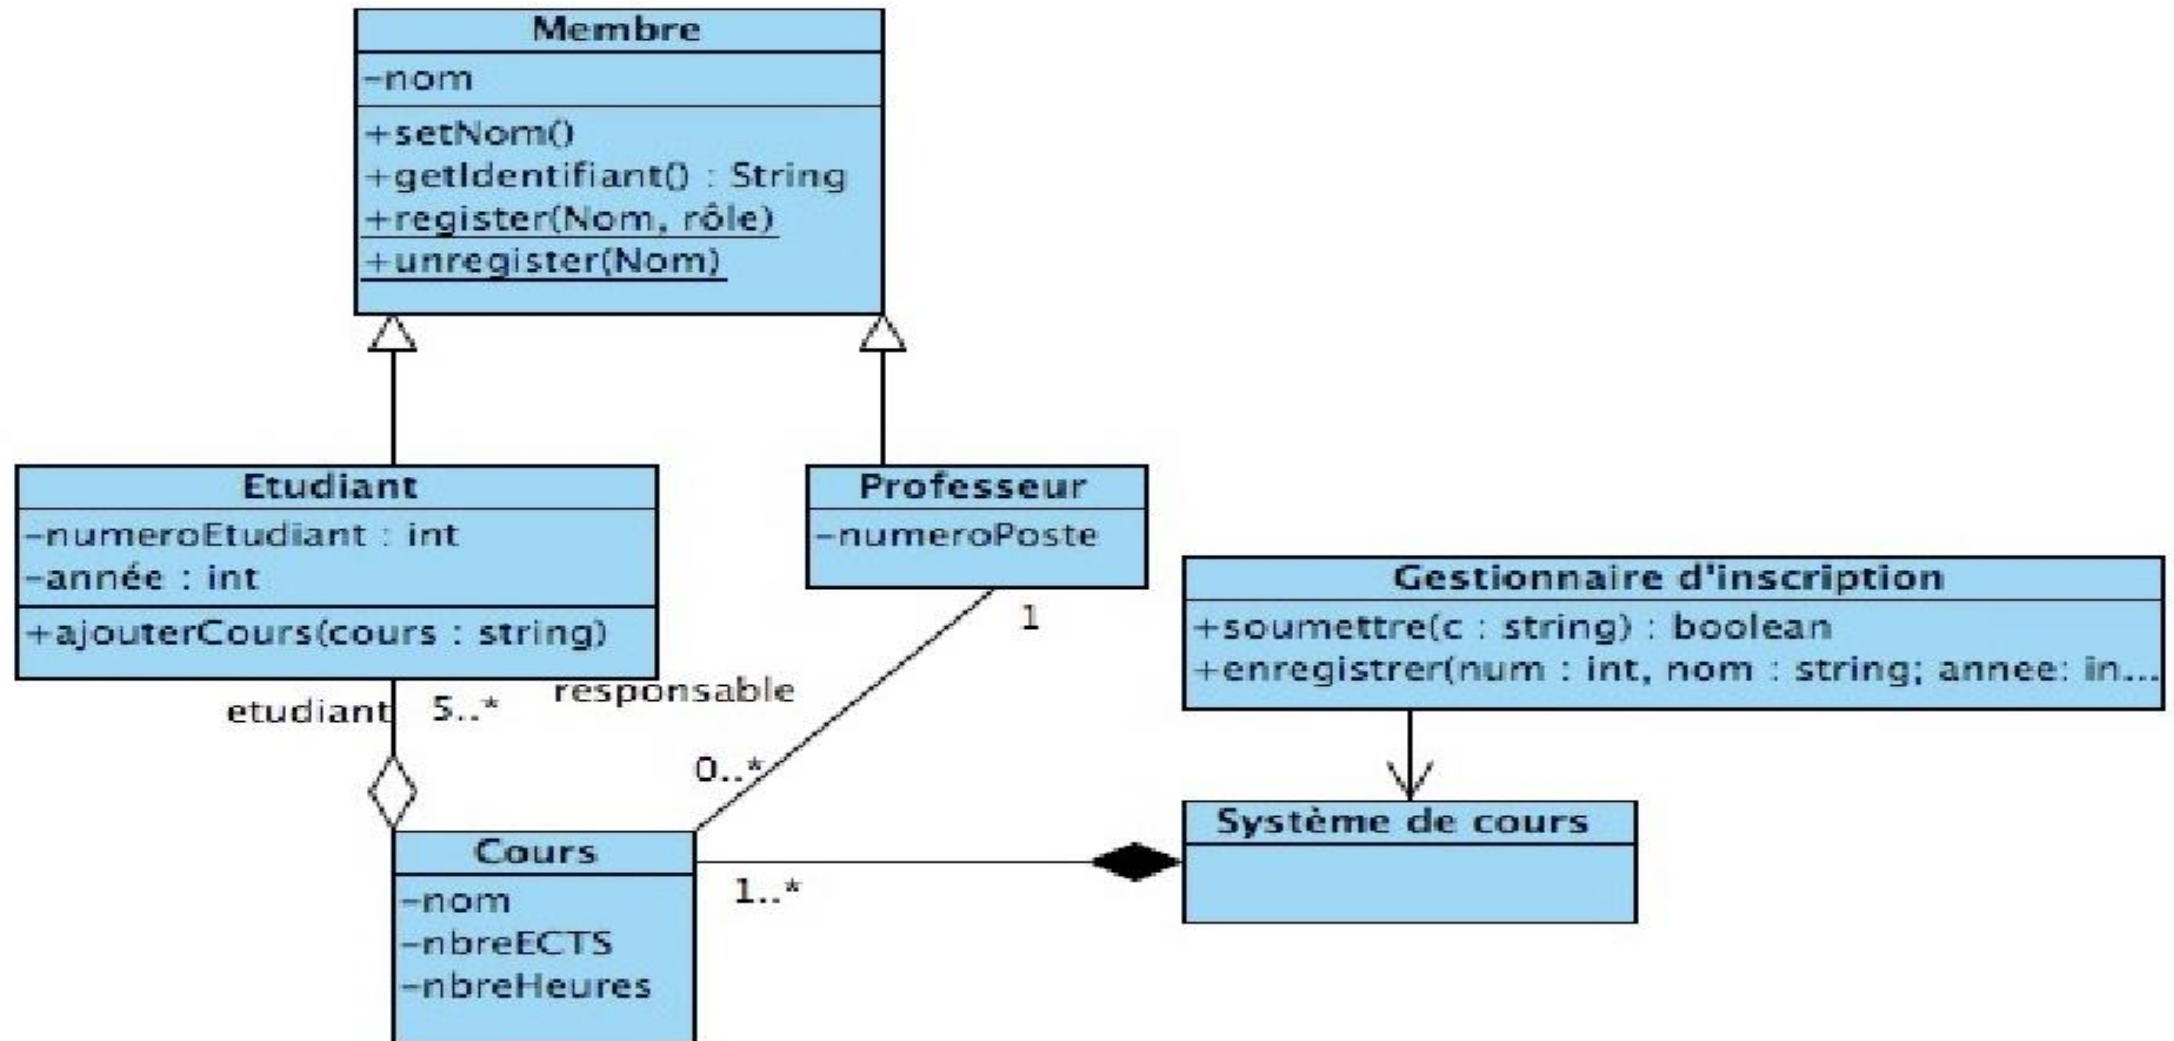 Membre
-nom
+setNom()
+getIdentifiant() : String
+register(Nom, rôle)
+unregister(Nom)
Etudiant
-numeroEtudiant : int
-année : int
+ajouterCours(cours : string)
Professeur
-numeroPoste
Gestionnaire d'inscription
+soumettre(c : string) : boolean
+enregistrer(num : int, nom : string; annee: in...
1
responsable
etudiant
5..*
0..*
Cours
-nom
-nbreECTS
-nbreHeures
1..*
Système de cours